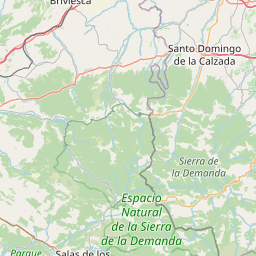 Briviesca
Santo Domingo
de la Calzada
Sierra de
la Demanda
Espacio
Natural
de la Sierra
de la Demanda
Parque
Salas de los